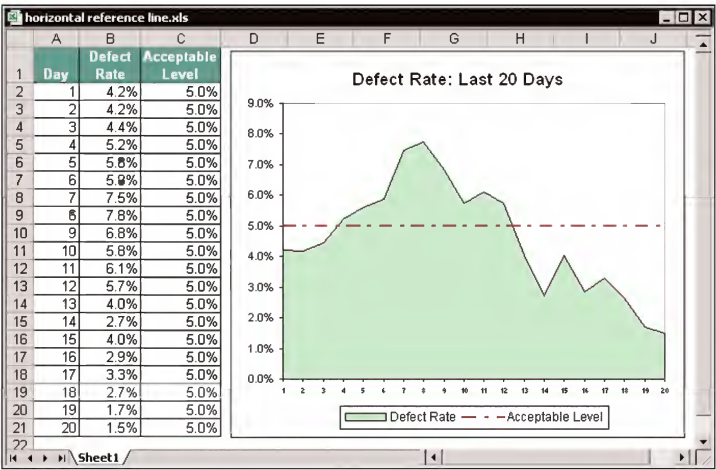 horizontal reference line.xls
A B C D E F G H I J
1 Day Defect Rate Acceptable Level
2 1 4.2% 5.0%
3 2 4.2% 5.0%
4 3 4.4% 5.0%
5 4 5.2% 5.0%
6 5 5.6% 5.0%
7 6 5.9% 5.0%
8 7 7.5% 5.0%
9 8 7.8% 5.0%
10 9 6.8% 5.0%
11 10 5.8% 5.0%
12 11 6.1% 5.0%
13 12 5.7% 5.0%
14 13 4.0% 5.0%
15 14 2.7% 5.0%
16 15 4.0% 5.0%
17 16 2.9% 5.0%
18 17 3.3% 5.0%
19 18 2.7% 5.0%
20 19 1.7% 5.0%
21 20 1.5% 5.0%
22
Defect Rate: Last 20 Days
9.0%
8.0%
7.0%
6.0%
5.0%
4.0%
3.0%
2.0%
1.0%
0.0%
1 2 3 4 5 6 7 8 9 10 11 12 13 14 15 16 17 18 19 20
Defect Rate Acceptable Level
Sheet1